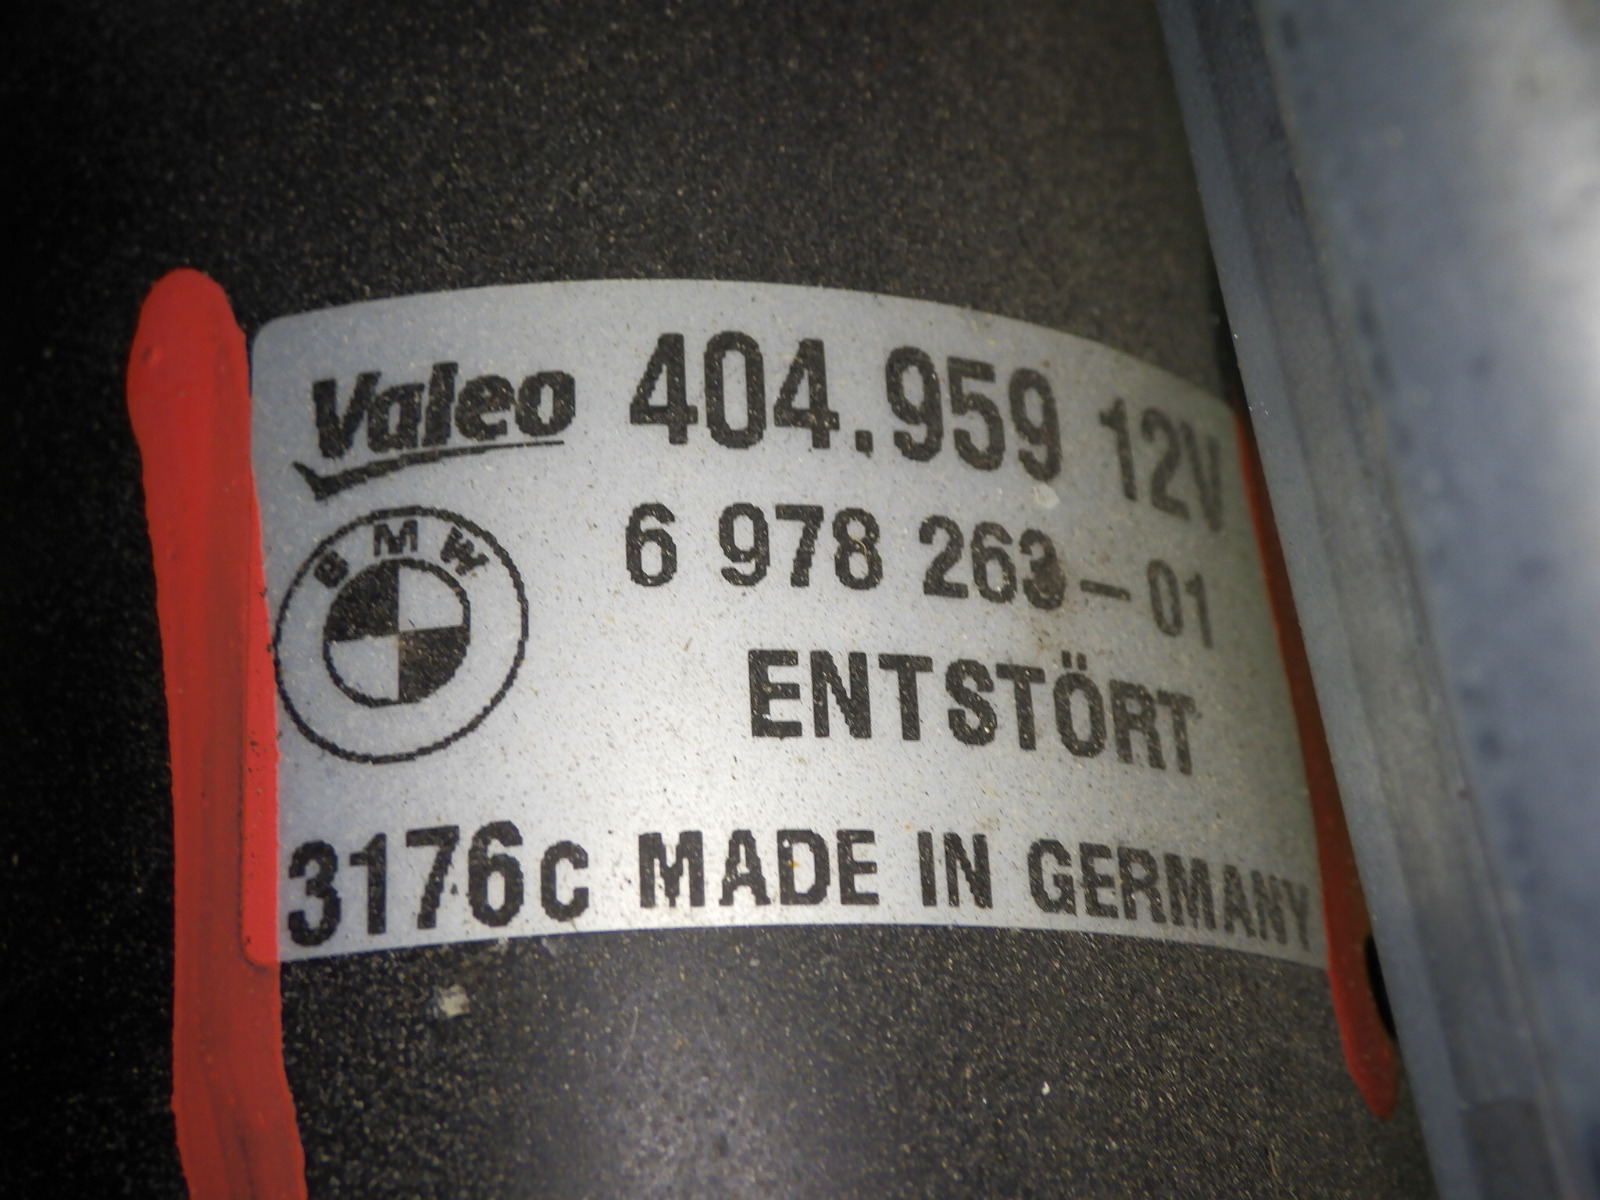 Valeo 404.959 12V
BMW
6 978 263-01
ENTSTÖRT
3176c MADE IN GERMANY